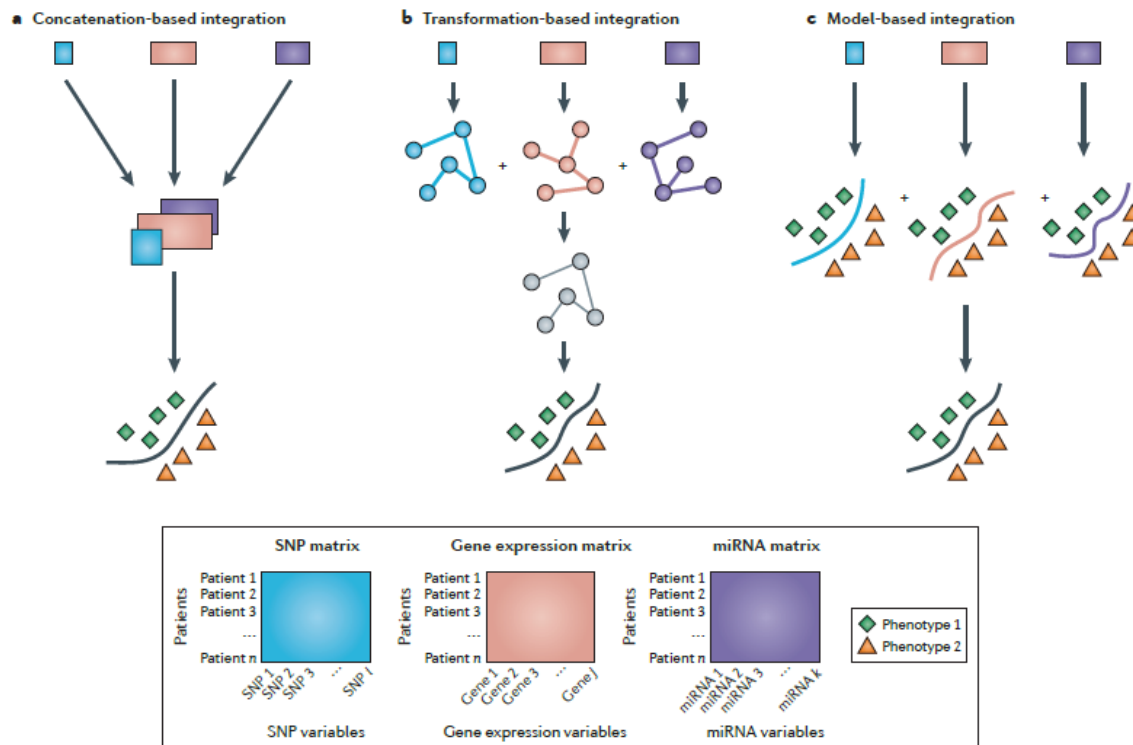 a Concatenation-based integration
b Transformation-based integration
c Model-based integration
+
+
+
+
SNP matrix
Patients
Patient 1
Patient 2
Patient 3
...
Patient n
SNP 1
SNP 2
SNP 3
...
SNP l
SNP variables
Gene expression matrix
Patients
Patient 1
Patient 2
Patient 3
...
Patient n
Gene 1
Gene 2
Gene 3
...
Gene j
Gene expression variables
miRNA matrix
Patients
Patient 1
Patient 2
Patient 3
...
Patient n
miRNA 1
miRNA 2
miRNA 3
...
miRNA k
miRNA variables
Phenotype 1
Phenotype 2